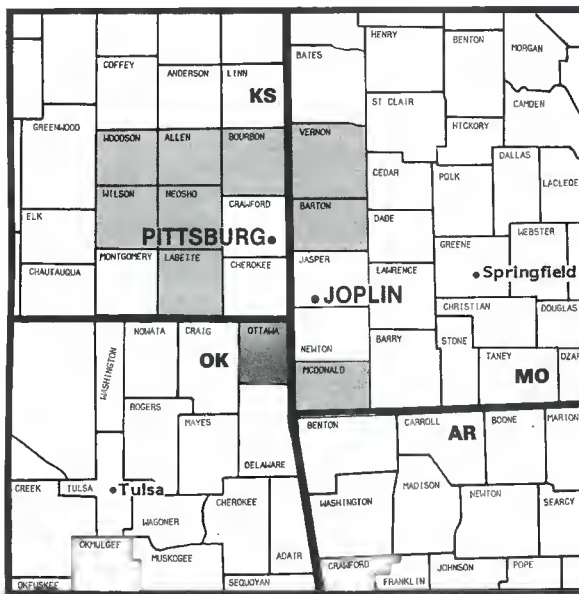 HENRY
BENTON
MORGAN
BATES
COFFEY
ANDERSON
LINN
KS
ST CLAIR
CAMDEN
GREENWOOD
HICKORY
WOODSON
ALLEN
BOURBON
VERNON
DALLAS
CEDAR
POLK
LACLEDE
WILSON
NEOSHO
CRAWFORD
BARTON
ELK
DADE
WEBSTER
PITTSBURG
GREENE
MONTGOMERY
LABETTE
CHEROKEE
JASPER
CHAUTAUQUA
LAWRENCE
Springfield
JOPLIN
CHRISTIAN
DOUGLAS
NOWATA
CRAIG
OTTAWA
WASHINGTON
OK
NEWTON
BARRY
STONE
TANEY
OZAR
MCDONALD
MO
ROGERS
MAYES
BENTON
CARROLL
BOONE
MARION
AR
DELAWARE
CREEK
TULSA
Tulsa
CHEROKEE
WASHINGTON
MADISON
NEWTON
SEARCY
WAGONER
ADAIR
OKMULGEE
MUSKOGEE
CRAWFORD
JOHNSON
POPE
OKFUSKEE
SEQUOYAH
FRANKLIN